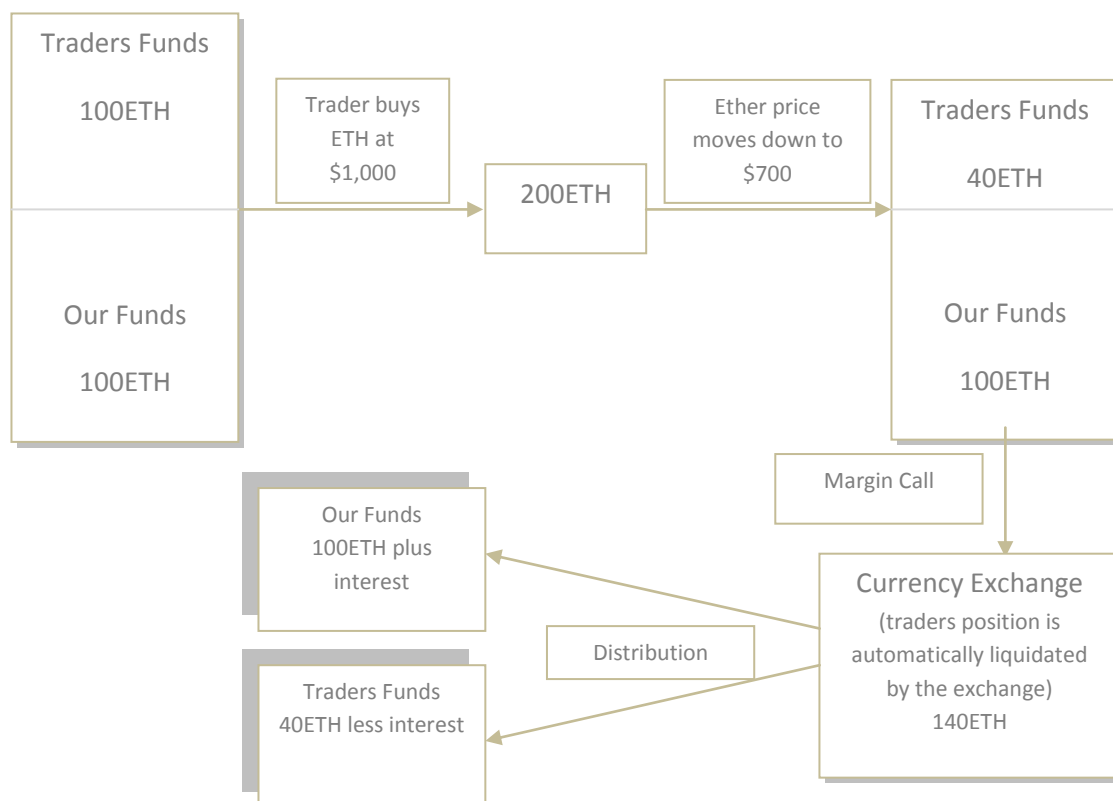 Traders Funds
100ETH
Our Funds
100ETH
Trader buys
ETH at
$1,000
200ETH
Ether price
moves down to
$700
Traders Funds
40ETH
Our Funds
100ETH
Margin Call
Currency Exchange
(traders position is
automatically liquidated
by the exchange)
140ETH
Distribution
Our Funds
100ETH plus
interest
Traders Funds
40ETH less interest